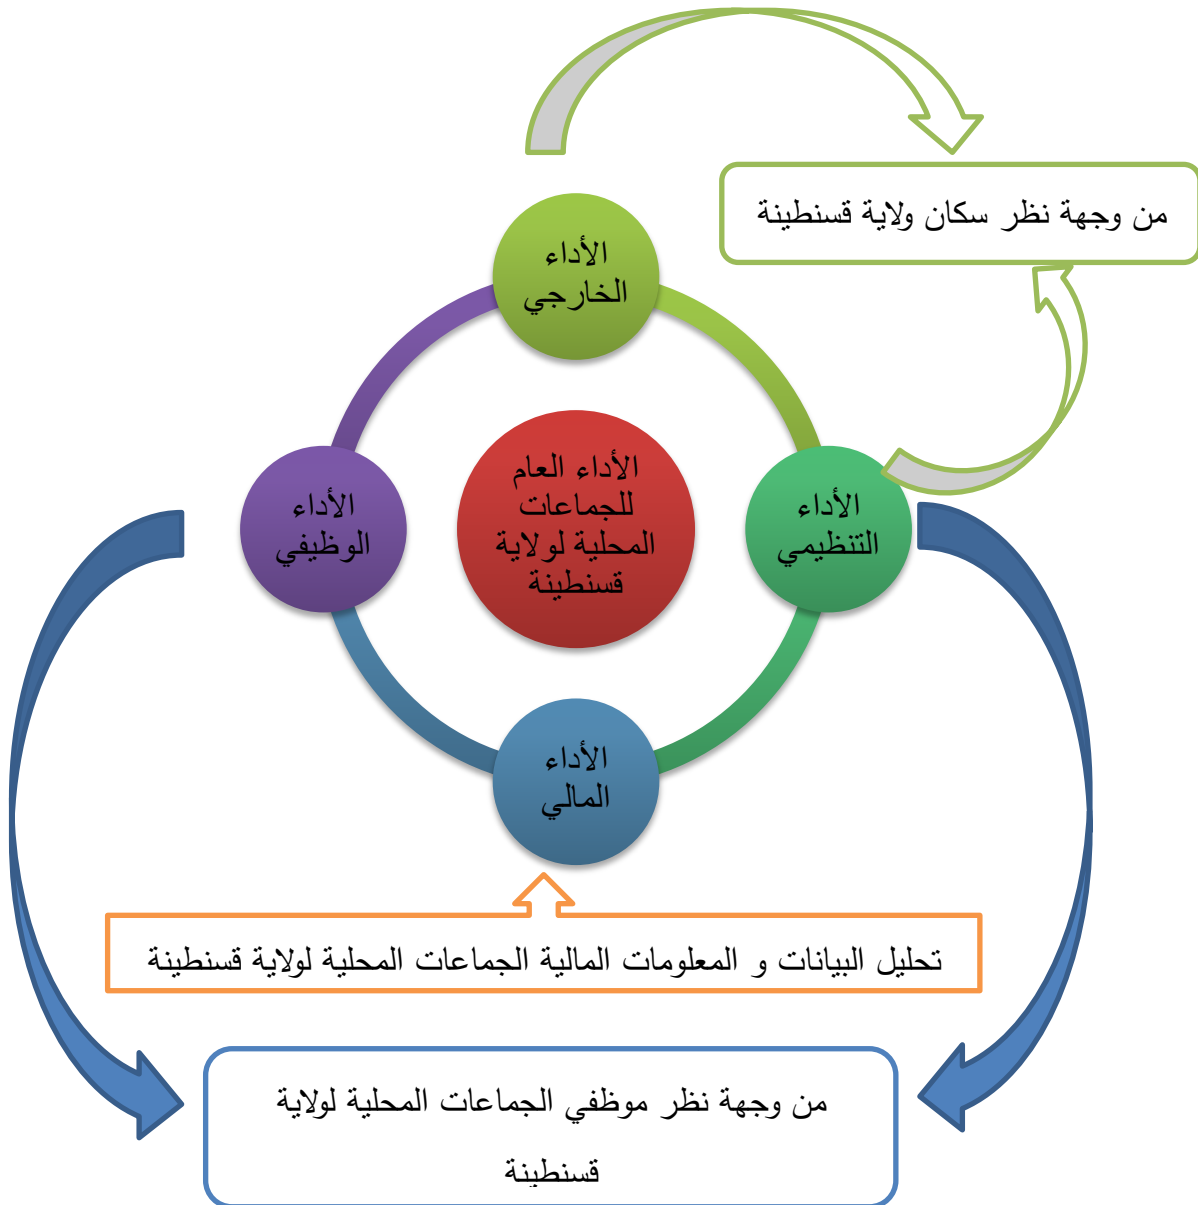 من وجهة نظر سكان ولاية قسنطينة
الأداء
الخارجي
الأداء العام
للجماعات
المحلية لولاية
قسنطينة
الأداء
التنظيمي
الأداء
الوظيفي
الأداء
المالي
تحليل البيانات و المعلومات المالية الجماعات المحلية لولاية قسنطينة
من وجهة نظر موظفي الجماعات المحلية لولاية
قسنطينة